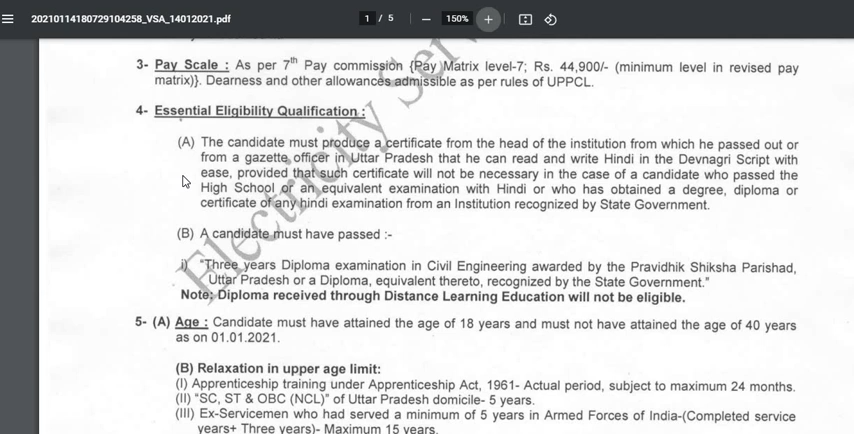 20210114180729104258_VSA_14012021.pdf
1 / 5
150%
3- Pay Scale : As per 7th Pay commission {Pay Matrix level-7; Rs. 44,900/- (minimum level in revised pay
matrix)}. Dearness and other allowances admissible as per rules of UPPCL.
4- Essential Eligibility Qualification :
(A) The candidate must produce a certificate from the head of the institution from which he passed out or
from a gazette officer in Uttar Pradesh that he can read and write Hindi in the Devnagri Script with
ease, provided that such certificate will not be necessary in the case of a candidate who passed the
High School or an equivalent examination with Hindi or who has obtained a degree, diploma or
certificate of any hindi examination from an Institution recognized by State Government.
(B) A candidate must have passed :-
i) "Three years Diploma examination in Civil Engineering awarded by the Pravidhik Shiksha Parishad,
Uttar Pradesh or a Diploma, equivalent thereto, recognized by the State Government."
Note: Diploma received through Distance Learning Education will not be eligible.
5- (A) Age : Candidate must have attained the age of 18 years and must not have attained the age of 40 years
as on 01.01.2021.
(B) Relaxation in upper age limit:
(I) Apprenticeship training under Apprenticeship Act, 1961- Actual period, subject to maximum 24 months.
(II) "SC, ST & OBC (NCL)" of Uttar Pradesh domicile- 5 years.
(III) Ex-Servicemen who had served a minimum of 5 years in Armed Forces of India-(Completed service
years+ Three years)- Maximum 15 years.
Electricity Serv